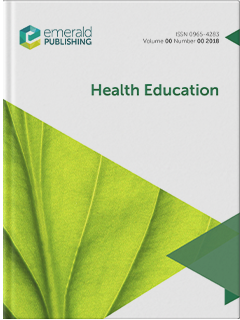 emerald
PUBLISHING
ISSN 0965-4283
Volume 00 Number 00 2018
Health Education